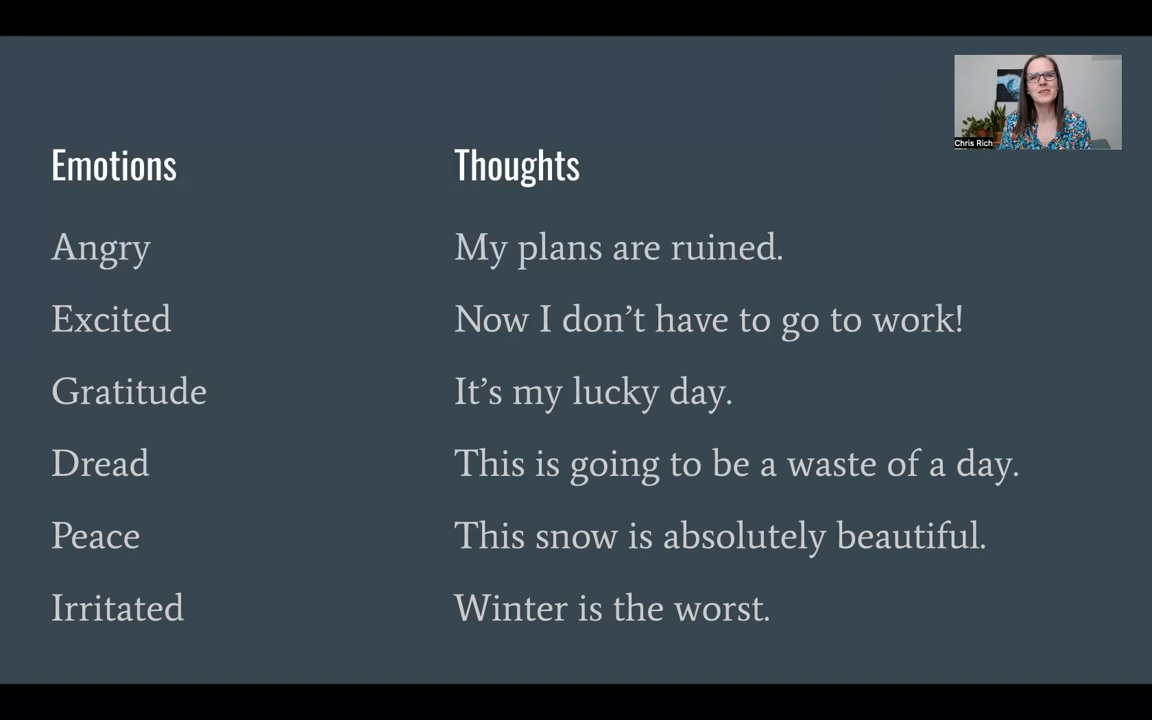 Chris Rich
Emotions Thoughts
Angry My plans are ruined.
Excited Now I don’t have to go to work!
Gratitude It’s my lucky day.
Dread This is going to be a waste of a day.
Peace This snow is absolutely beautiful.
Irritated Winter is the worst.